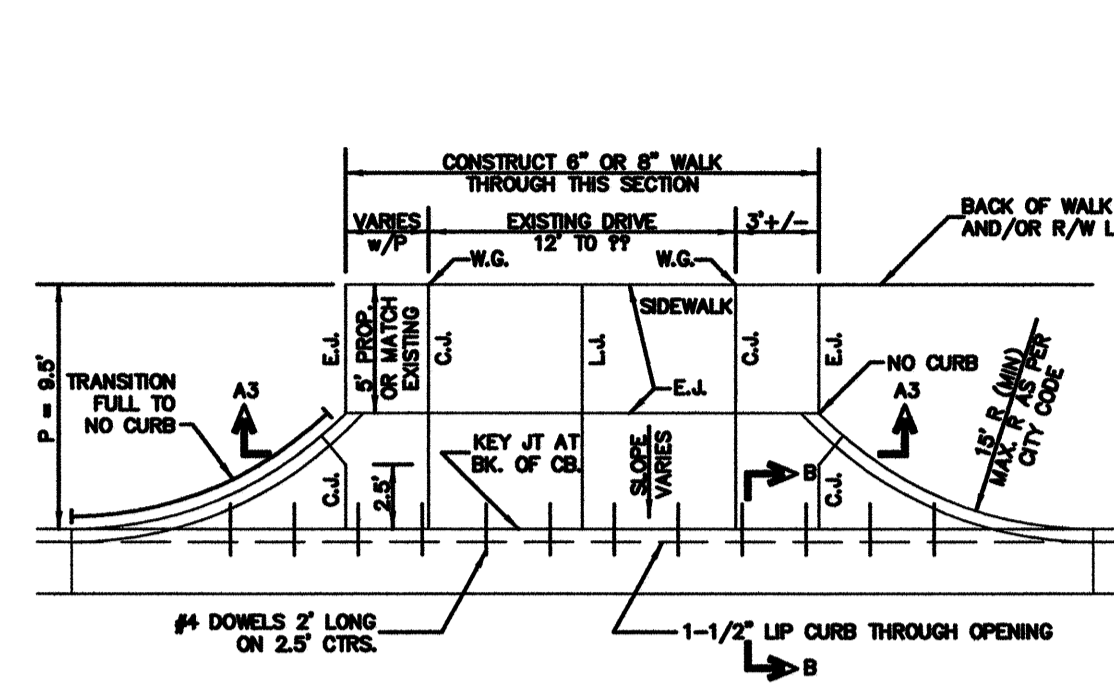 CONSTRUCT 6" OR 8" WALK
THROUGH THIS SECTION
VARIES
w/P
EXISTING DRIVE
12' TO ??
3'+/-
BACK OF WALK
AND/OR R/W L
W.G.
W.G.
P = 9.5'
E.J.
5' PROP.
OR MATCH
EXISTING
C.J.
L.J.
SIDEWALK
E.J.
C.J.
E.J.
NO CURB
15' R (MIN)
MAX. R AS PER
CITY CODE
TRANSITION
FULL TO
NO CURB
A3
A3
KEY JT AT
BK. OF CB.
SLOPE
VARIES
B
C.J.
2.5'
C.J.
#4 DOWELS 2' LONG
ON 2.5' CTRS.
1-1/2" LIP CURB THROUGH OPENING
B